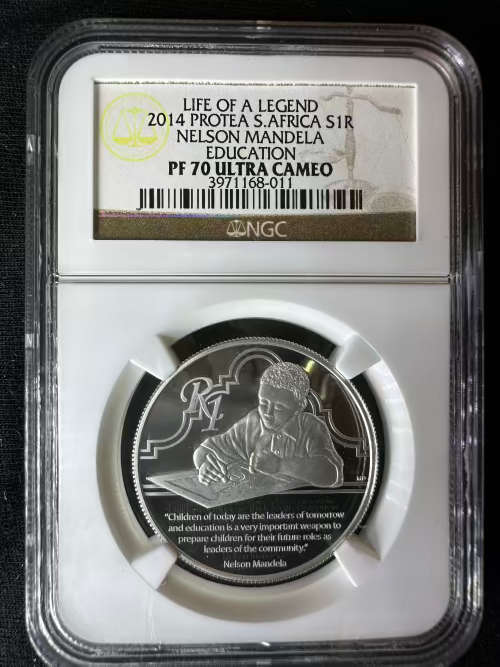 LIFE OF A LEGEND
2014 PROTEA S.AFRICA S1R
NELSON MANDELA
EDUCATION
PF 70 ULTRA CAMEO
3971168-011
NGC
R1
"Children of today are the leaders of tomorrow
and education is a very important weapon to
prepare children for their future roles as
leaders of the community."
Nelson Mandela